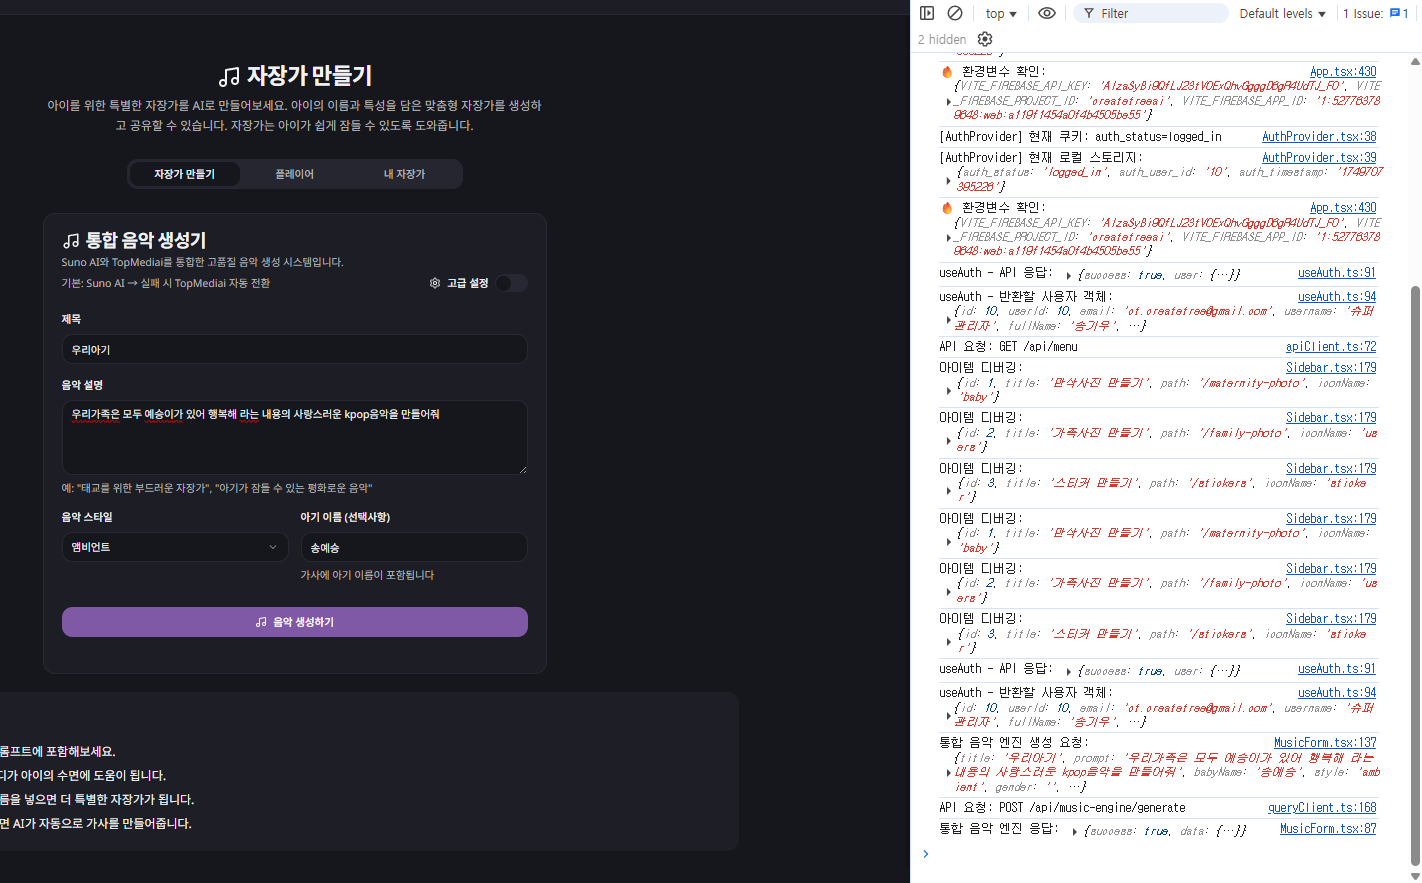 자장가 만들기
아이를 위한 특별한 자장가를 AI로 만들어보세요. 아이의 이름과 특성을 담은 맞춤형 자장가를 생성하
고 공유할 수 있습니다. 자장가는 아이가 쉽게 잠들 수 있도록 도와줍니다.
자장가 만들기
플레이어
내 자장가
통합 음악 생성기
Suno AI와 TopMediai를 통합한 고품질 음악 생성 시스템입니다.
기본: Suno AI → 실패 시 TopMediai 자동 전환
고급 설정
제목
우리아기
음악 설명
우리가족은 모두 예승이가 있어 행복해 라는 내용의 사랑스러운 kpop음악을 만들어줘
예: "태교를 위한 부드러운 자장가", "아기가 잠들 수 있는 평화로운 음악"
음악 스타일
아기 이름 (선택사항)
앰비언트
송예승
가사에 아기 이름이 포함됩니다
음악 생성하기
롬프트에 포함해보세요.
디가 아이의 수면에 도움이 됩니다.
름을 넣으면 더 특별한 자장가가 됩니다.
면 AI가 자동으로 가사를 만들어줍니다.
top
Filter
Default levels
1 Issue:
1
2 hidden
환경변수 확인:
App.tsx:430
{VITE_FIREBASE_API_KEY:
VITE
_FIREBASE_PROJECT_ID: 'createtreeai', VITE_FIREBASE_APP_ID:
[AuthProvider] 현재 쿠키: auth_status=logged_in
AuthProvider.tsx:38
[AuthProvider] 현재 로컬 스토리지:
AuthProvider.tsx:39
{auth_status: 'logged_in', auth_user_id: '10', auth_timestamp: '1749707
395226'}
환경변수 확인:
App.tsx:430
{VITE_FIREBASE_API_KEY:
VITE
_FIREBASE_PROJECT_ID: 'createtreeai', VITE_FIREBASE_APP_ID:
useAuth – API 응답:
{success: true, user: {…}}
useAuth.ts:91
useAuth – 반환할 사용자 객체:
useAuth.ts:94
{id: 10, userId: 10, email: 'ct.createtree@gmail.com', username: '슈퍼
관리자', fullName: '송기우', …}
API 요청: GET /api/menu
apiClient.ts:72
아이템 디버깅:
Sidebar.tsx:179
{id: 1, title: '만삭사진 만들기', path: '/maternity-photo', iconName:
'baby'}
아이템 디버깅:
Sidebar.tsx:179
{id: 2, title: '가족사진 만들기', path: '/family-photo', iconName: 'us
ers'}
아이템 디버깅:
Sidebar.tsx:179
{id: 3, title: '스티커 만들기', path: '/stickers', iconName: 'sticke
r'}
아이템 디버깅:
Sidebar.tsx:179
{id: 1, title: '만삭사진 만들기', path: '/maternity-photo', iconName:
'baby'}
아이템 디버깅:
Sidebar.tsx:179
{id: 2, title: '가족사진 만들기', path: '/family-photo', iconName: 'us
ers'}
아이템 디버깅:
Sidebar.tsx:179
{id: 3, title: '스티커 만들기', path: '/stickers', iconName: 'sticke
r'}
useAuth – API 응답:
{success: true, user: {…}}
useAuth.ts:91
useAuth – 반환할 사용자 객체:
useAuth.ts:94
{id: 10, userId: 10, email: 'ct.createtree@gmail.com', username: '슈퍼
관리자', fullName: '송기우', …}
통합 음악 엔진 생성 요청:
MusicForm.tsx:137
{title: '우리아기', prompt: '우리가족은 모두 예승이가 있어 행복해 라는
내용의 사랑스러운 kpop음악을 만들어줘', babyName: '송예승', style: 'amb
ient', gender: '', …}
API 요청: POST /api/music-engine/generate
queryClient.ts:168
통합 음악 엔진 응답:
{success: true, data: {…}}
MusicForm.tsx:87